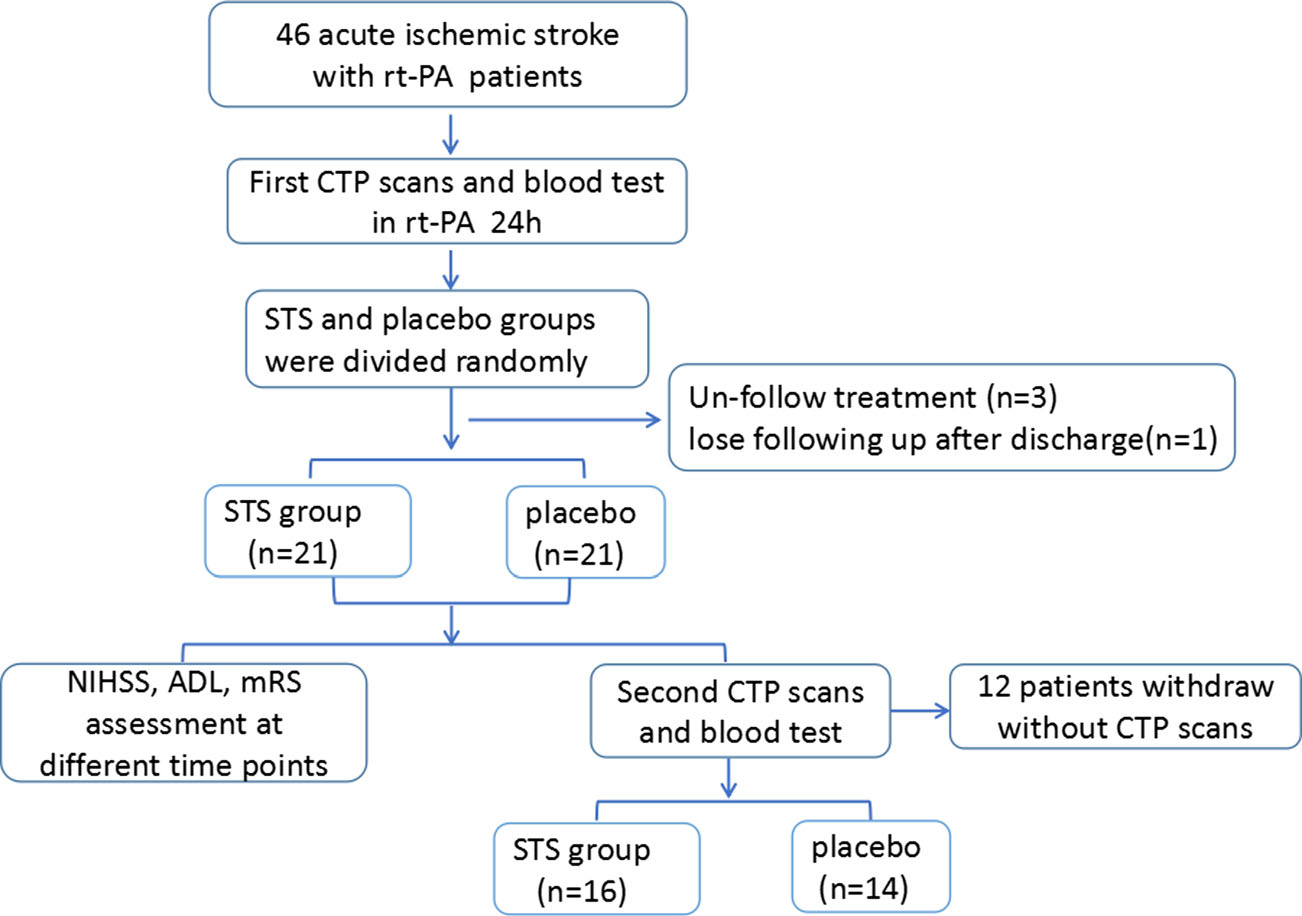 46 acute ischemic stroke
with rt-PA patients
First CTP scans and blood test
in rt-PA 24h
STS and placebo groups
were divided randomly
Un-follow treatment (n=3)
lose following up after discharge(n=1)
STS group
(n=21)
placebo
(n=21)
NIHSS, ADL, mRS
assessment at
different time points
Second CTP scans
and blood test
12 patients withdraw
without CTP scans
STS group
(n=16)
placebo
(n=14)